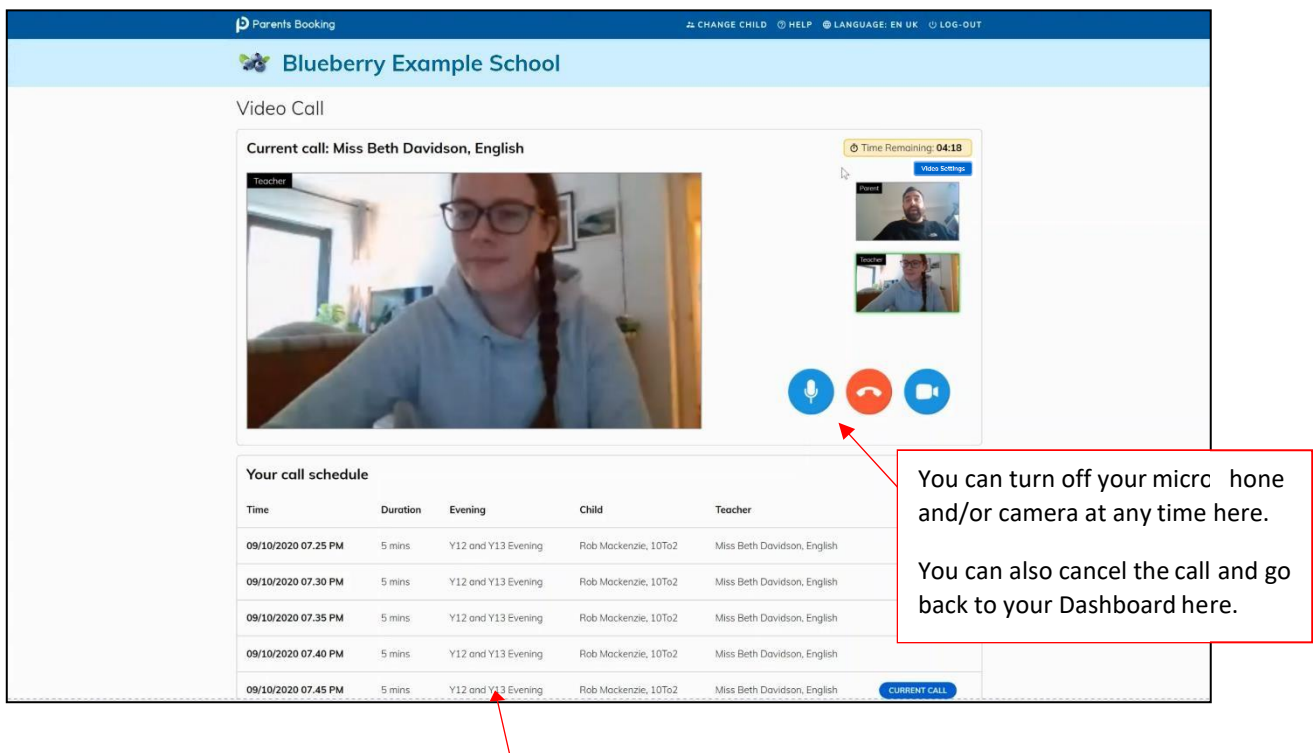 Parents Booking
CHANGE CHILD HELP LANGUAGE: EN UK LOG-OUT
Blueberry Example School
Video Call
Current call: Miss Beth Davidson, English
Time Remaining: 04:18
Video Settings
Teacher
Parent
Teacher
Your call schedule
Time Duration Evening Child Teacher
09/10/2020 07.25 PM 5 mins Y12 and Y13 Evening Rob Mackenzie, 10To2 Miss Beth Davidson, English
09/10/2020 07.30 PM 5 mins Y12 and Y13 Evening Rob Mackenzie, 10To2 Miss Beth Davidson, English
09/10/2020 07.35 PM 5 mins Y12 and Y13 Evening Rob Mackenzie, 10To2 Miss Beth Davidson, English
09/10/2020 07.40 PM 5 mins Y12 and Y13 Evening Rob Mackenzie, 10To2 Miss Beth Davidson, English
09/10/2020 07.45 PM 5 mins Y12 and Y13 Evening Rob Mackenzie, 10To2 Miss Beth Davidson, English CURRENT CALL
You can turn off your micro hone
and/or camera at any time here.
You can also cancel the call and go
back to your Dashboard here.